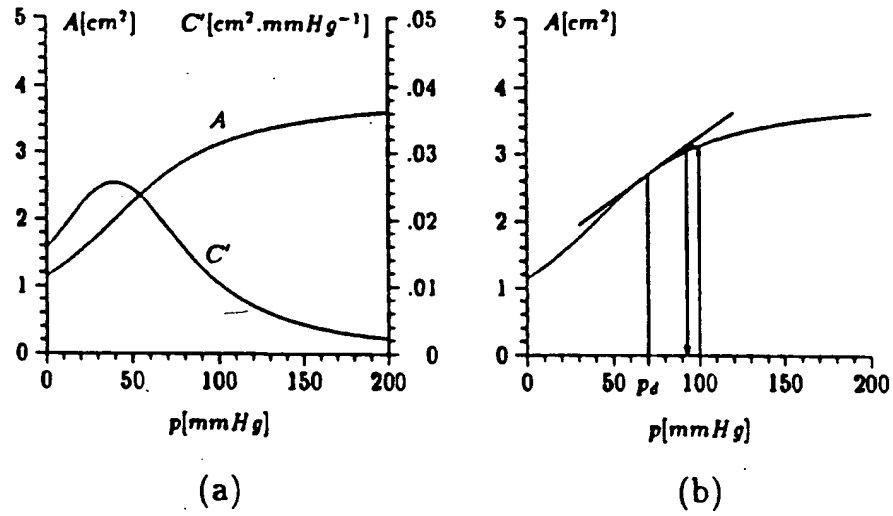 A[cm²] C'[cm².mmHg⁻¹]
5 .05
4 .04
3 .03
2 .02
1 .01
0 0
A
C'
0 50 100 150 200
p[mmHg]
(a)
A[cm²]
5
4
3
2
1
0
0 50 p_d 100 150 200
p[mmHg]
(b)